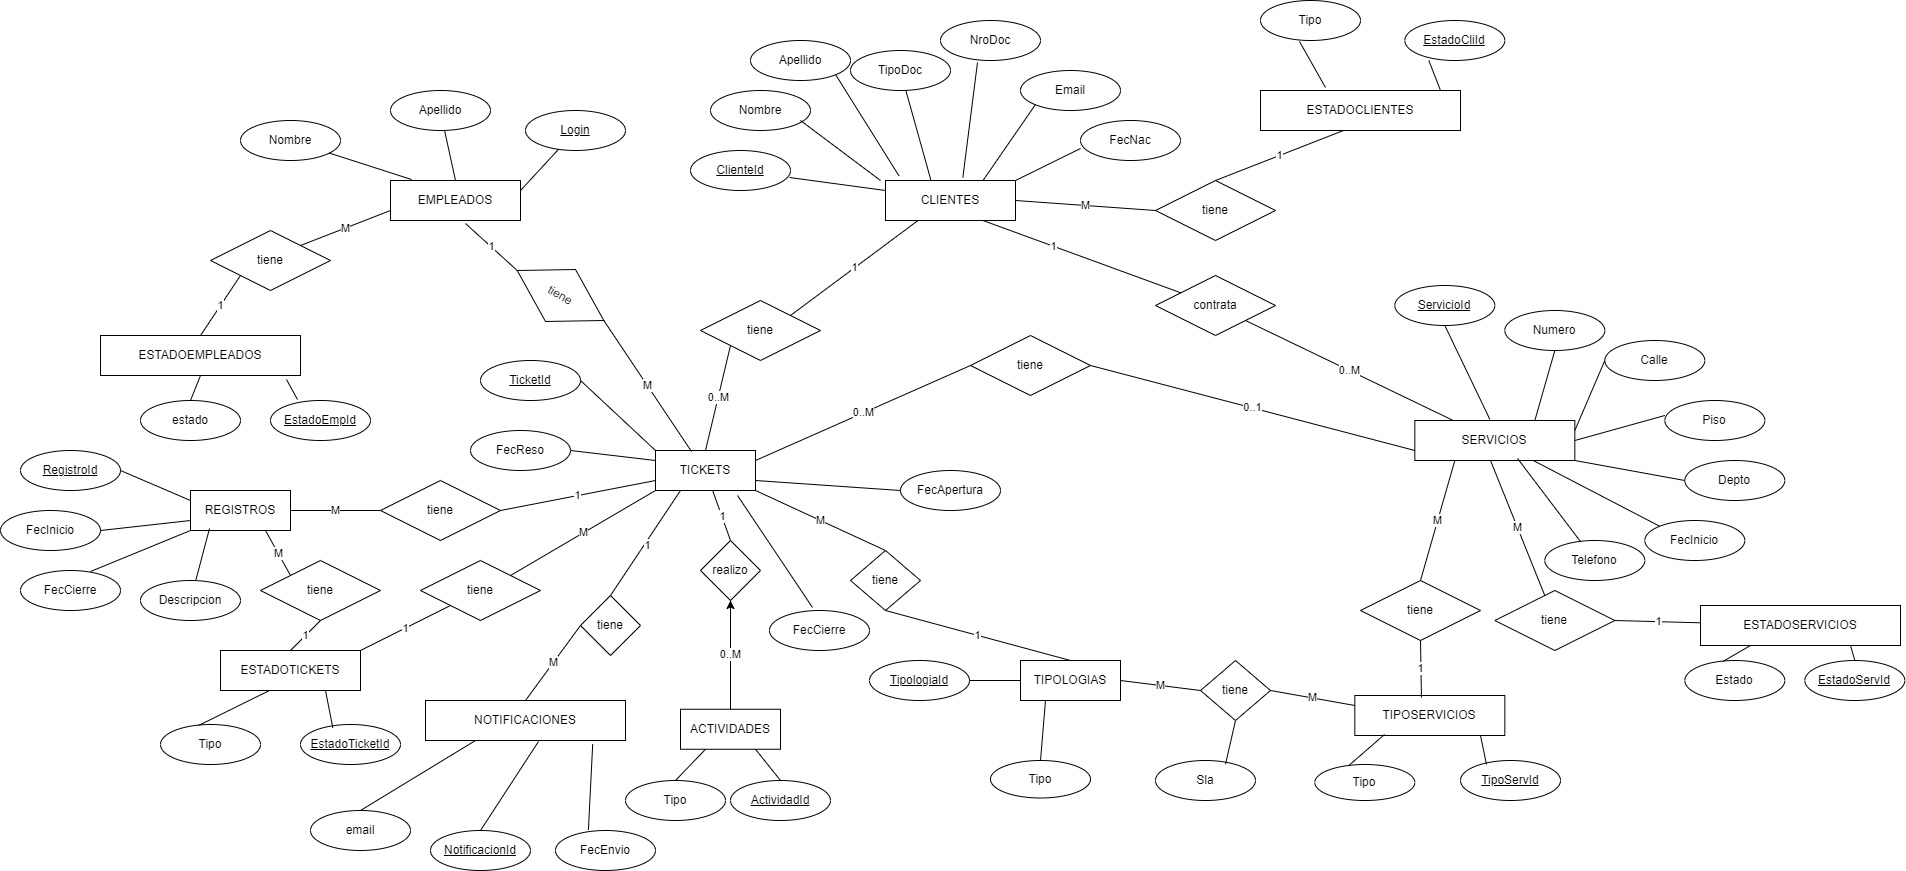 Tipo
EstadoCliId
NroDoc
Apellido
TipoDoc
Email
ESTADOCLIENTES
Nombre
Apellido
Login
FecNac
Nombre
ClienteId
1
EMPLEADOS
CLIENTES
M
tiene
M
1
1
tiene
1
tiene
contrata
1
ServicioId
tiene
Numero
ESTADOEMPLEADOS
Calle
tiene
0..M
TicketId
M
0..M
0..1
0..M
estado
EstadoEmpId
Piso
FecReso
SERVICIOS
RegistroId
TICKETS
Depto
FecApertura
1
REGISTROS
M
tiene
1
M
M
M
FecInicio
M
FecInicio
1
M
Telefono
realizo
tiene
FecCierre
tiene
tiene
Descripcion
tiene
tiene
tiene
1
ESTADOSERVICIOS
tiene
FecCierre
1
1
1
0..M
M
1
ESTADOTICKETS
TipologiaId
TIPOLOGIAS
M
tiene
M
Estado
EstadoServId
TIPOSERVICIOS
NOTIFICACIONES
ACTIVIDADES
Tipo
EstadoTicketId
Tipo
Sla
Tipo
TipoServId
Tipo
ActividadId
email
NotificacionId
FecEnvio